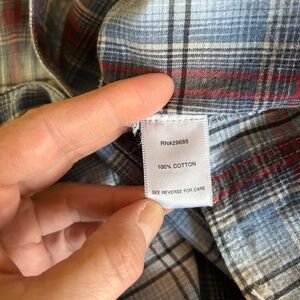 RN#29685
100% COTTON
SEE REVERSE FOR CARE